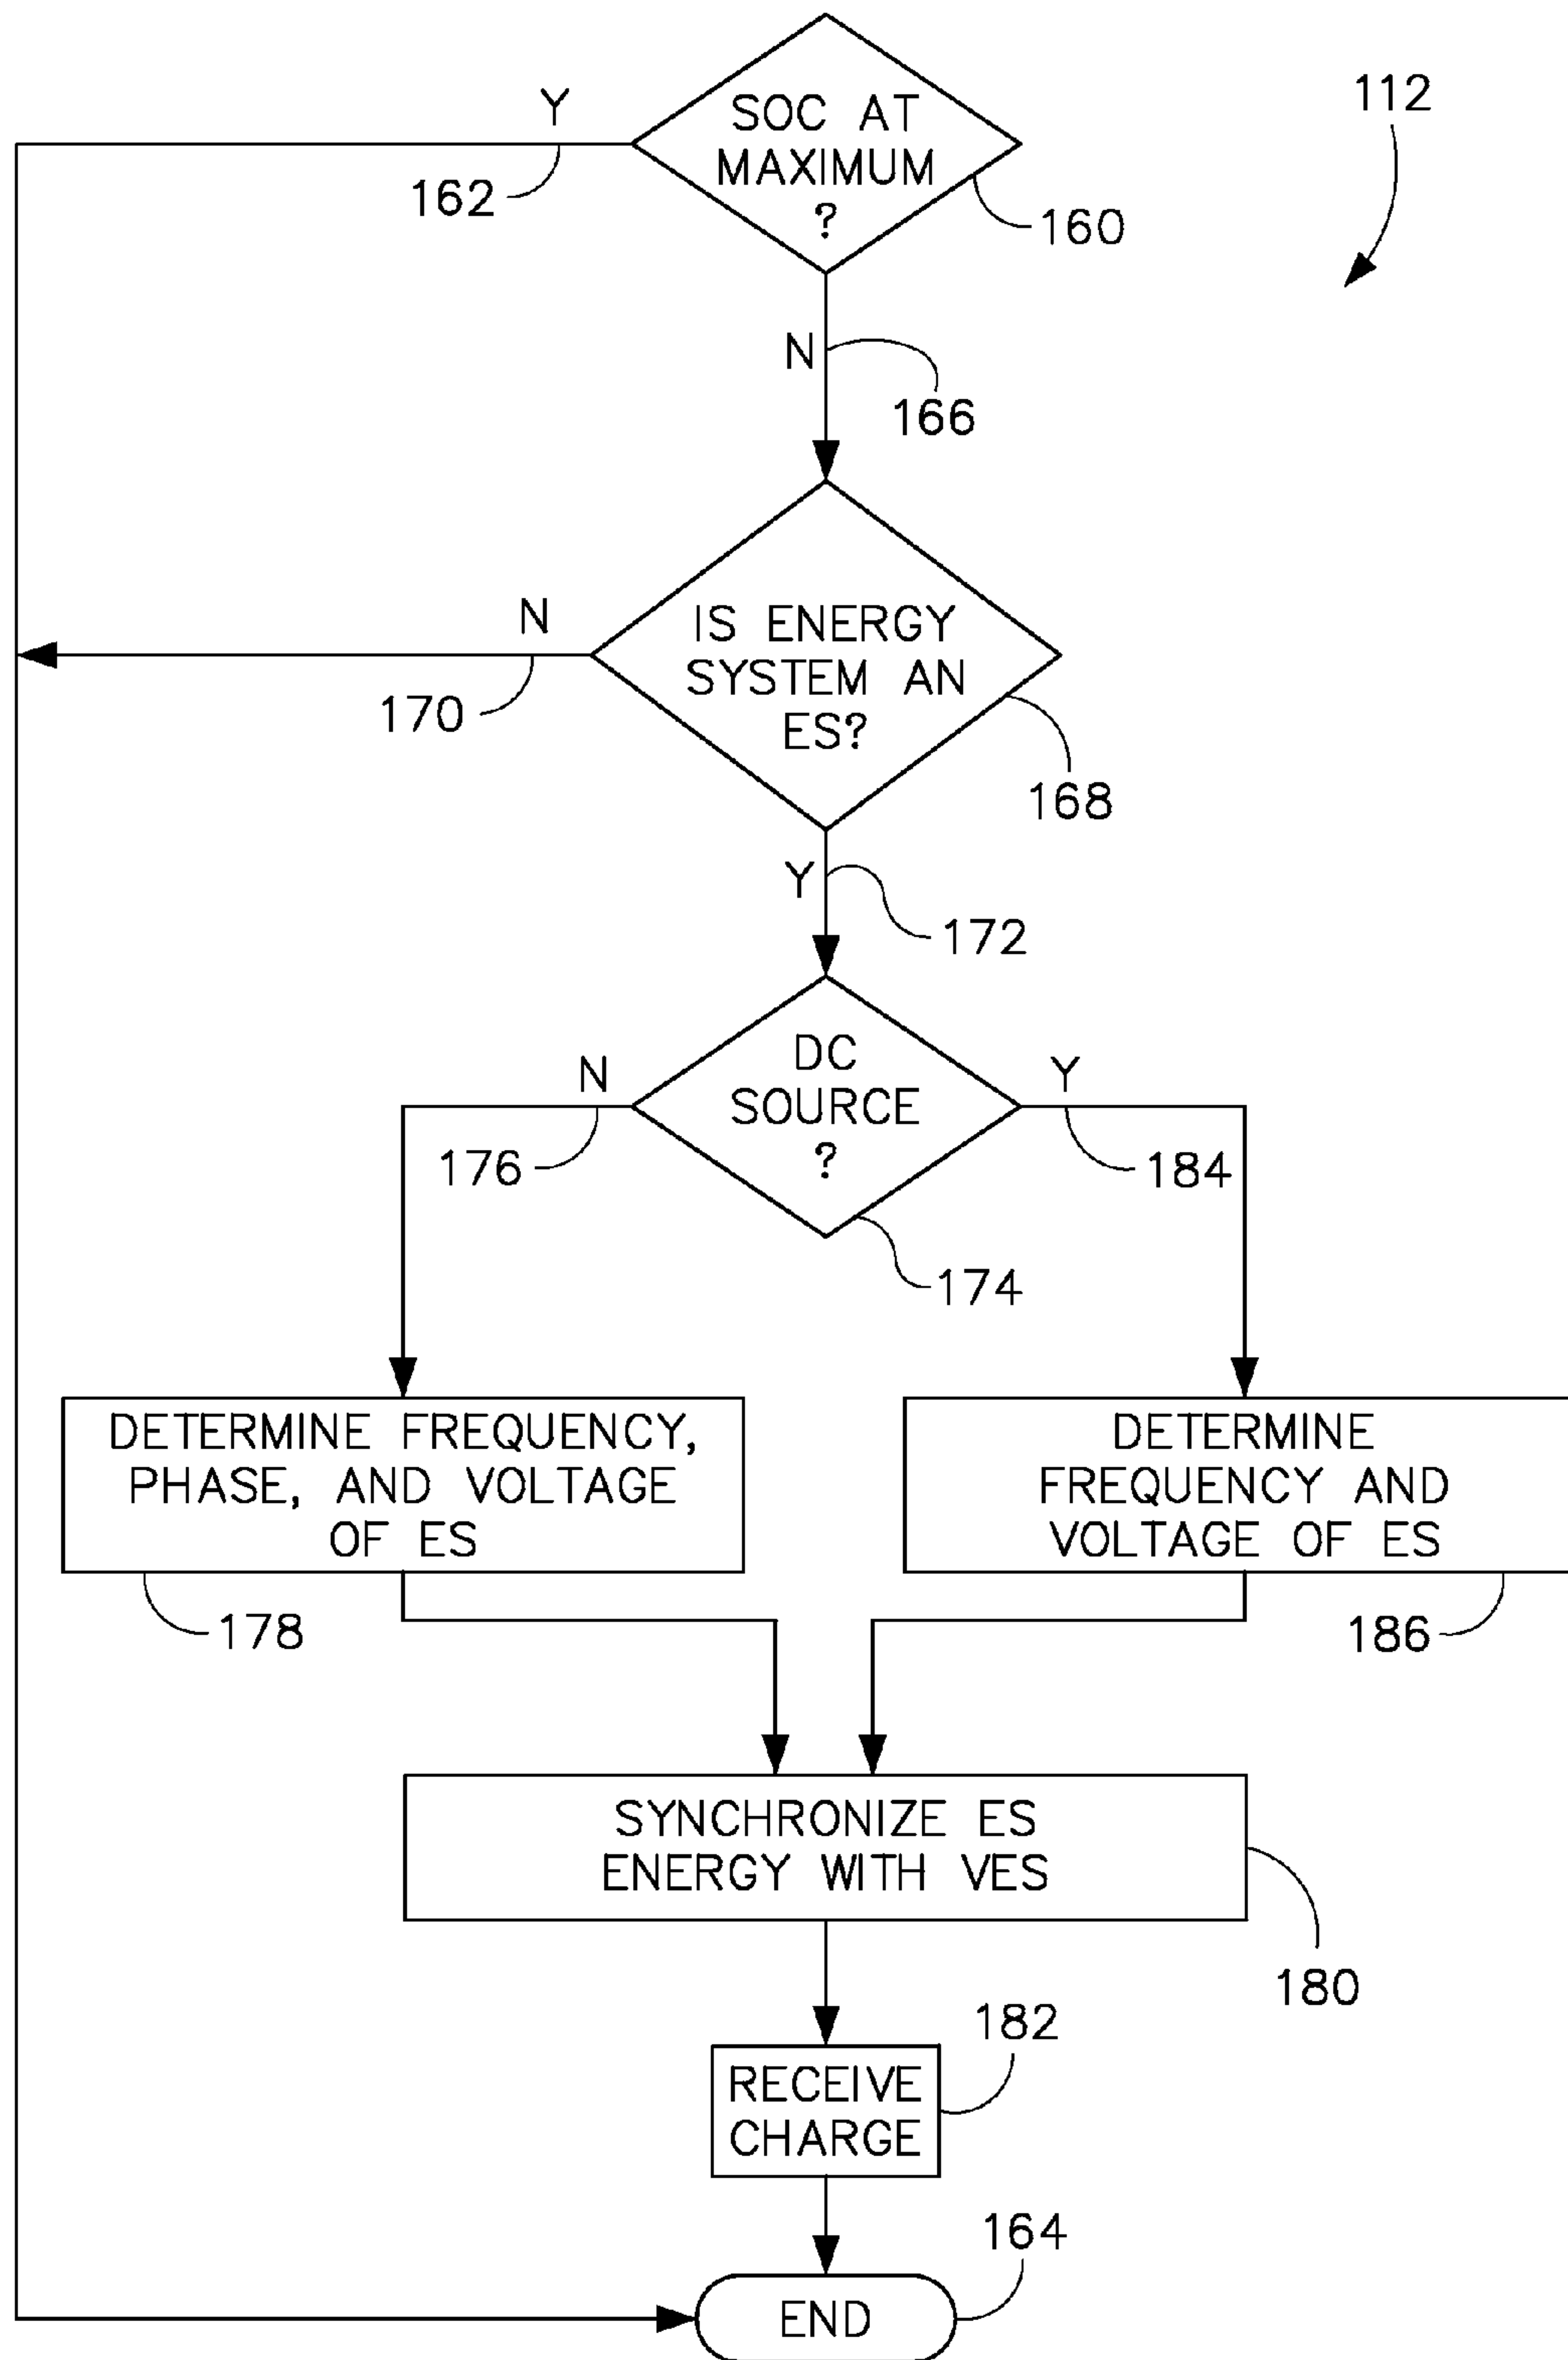 112
SOC AT
MAXIMUM
?
Y
162
160
N
166
IS ENERGY
SYSTEM AN
ES?
N
170
168
Y
172
DC
SOURCE
?
N
Y
176
184
174
DETERMINE FREQUENCY,
PHASE, AND VOLTAGE
OF ES
DETERMINE
FREQUENCY AND
VOLTAGE OF ES
178
186
SYNCHRONIZE ES
ENERGY WITH VES
180
182
RECEIVE
CHARGE
164
END